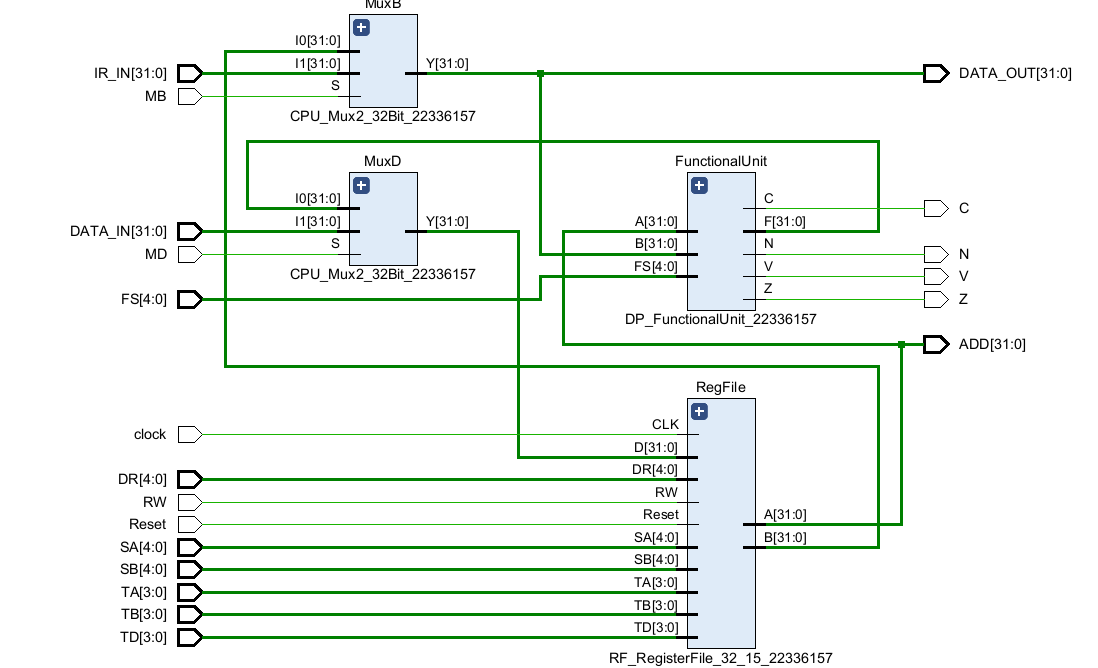 MuxB
I0[31:0]
IR_IN[31:0] I1[31:0] Y[31:0] DATA_OUT[31:0]
MB S
CPU_Mux2_32Bit_22336157
MuxD FunctionalUnit
I0[31:0] C C
DATA_IN[31:0] I1[31:0] Y[31:0] A[31:0] F[31:0]
MD S B[31:0] N N
CPU_Mux2_32Bit_22336157 FS[4:0] V V
FS[4:0] Z Z
DP_FunctionalUnit_22336157
ADD[31:0]
RegFile
clock CLK
D[31:0]
DR[4:0] DR[4:0]
RW RW
Reset Reset A[31:0]
SA[4:0] SA[4:0] B[31:0]
SB[4:0] SB[4:0]
TA[3:0] TA[3:0]
TB[3:0] TB[3:0]
TD[3:0] TD[3:0]
RF_RegisterFile_32_15_22336157